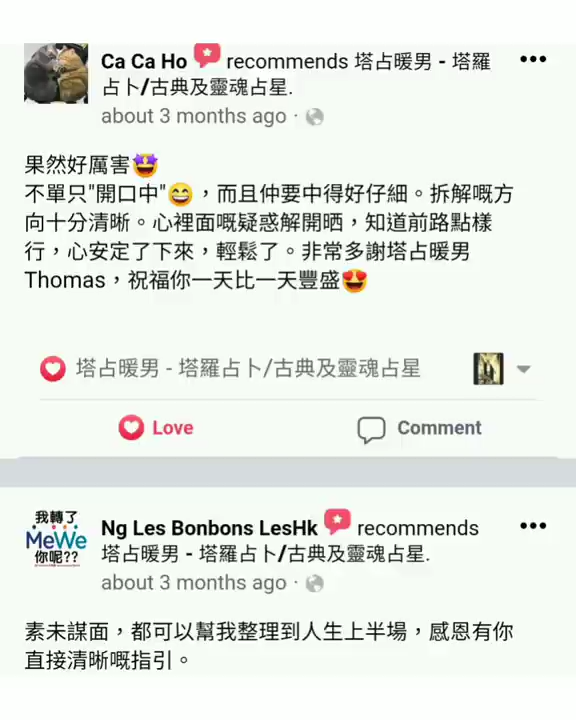 Ca Ca Ho recommends 塔占暖男 - 塔羅
占卜/古典及靈魂占星.
about 3 months ago ·
果然好厲害🤩
不單只"開口中"😄，而且仲要中得好仔細。拆解嘅方
向十分清晰。心裡面嘅疑惑解開晒，知道前路點樣
行，心安定了下來，輕鬆了。非常多謝塔占暖男
Thomas，祝福你一天比一天豐盛😍
塔占暖男 - 塔羅占卜/古典及靈魂占星
Love
Comment
我轉了
MeWe
你呢??
Ng Les Bonbons LesHk recommends
塔占暖男 - 塔羅占卜/古典及靈魂占星.
about 3 months ago ·
素未謀面，都可以幫我整理到人生上半場，感恩有你
直接清晰嘅指引。